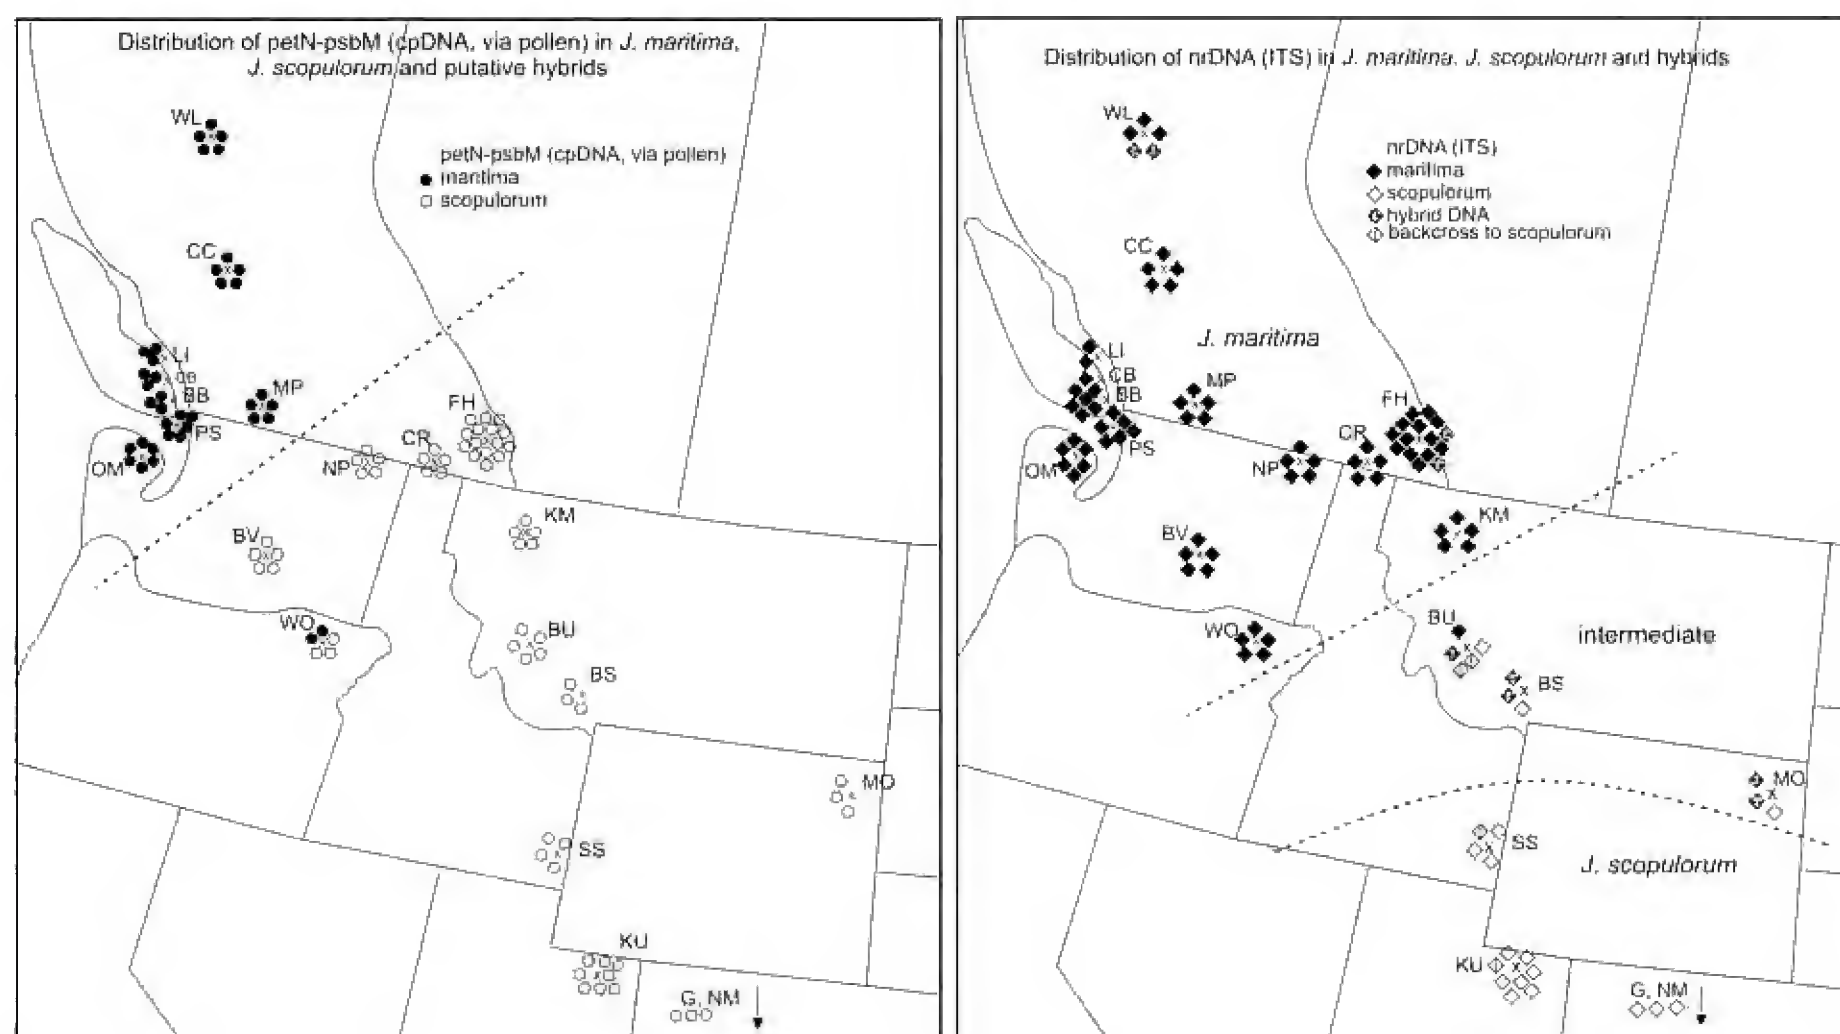 Distribution of petN-psbM (cpDNA, via pollen) in J. maritima,
J. scopulorum and putative hybrids
WL
petN-psbM (cpDNA, via pollen)
maritima
scopulorum
CC
LI
CB
BB
MP
PS
OM
FH
CR
NP
KM
BV
WO
BU
BS
MO
SS
KU
G, NM
Distribution of nrDNA (ITS) in J. maritima, J. scopulorum and hybrids
WL
nrDNA (ITS)
maritima
scopulorum
hybrid DNA
backcross to scopulorum
CC
J. maritima
LI
CB
BB
MP
PS
OM
FH
CR
NP
KM
BV
WO
BU
intermediate
BS
MO
SS
J. scopulorum
KU
G, NM